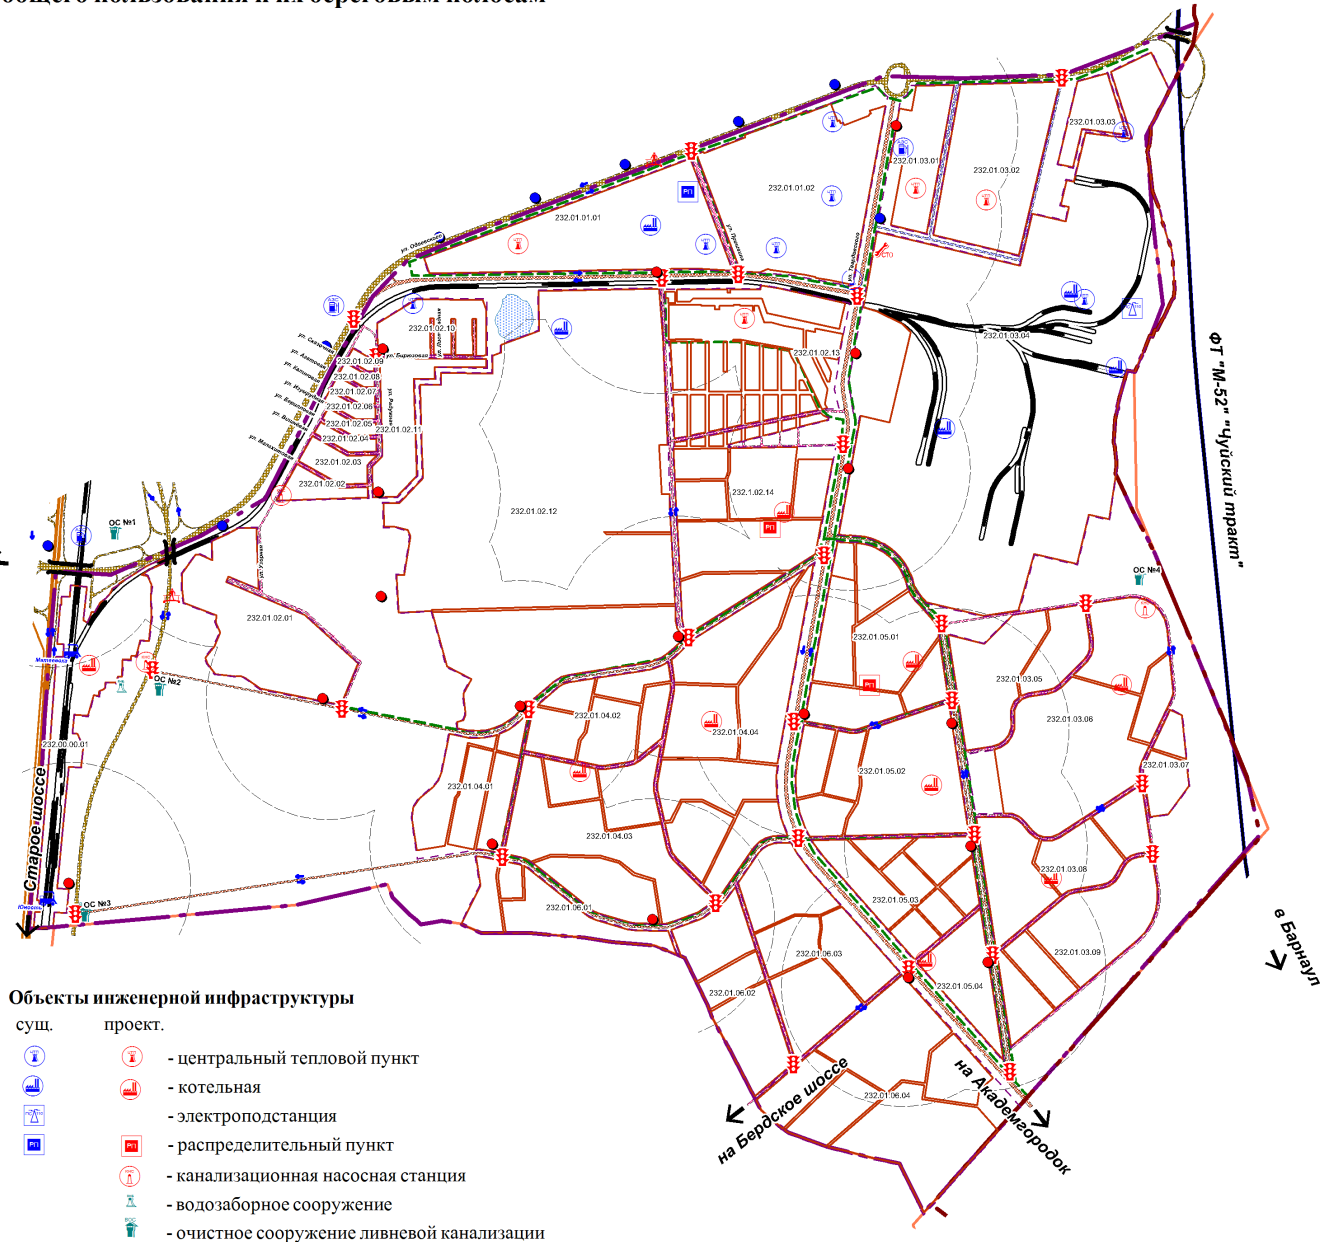 общего пользования и их береговым полосам
232.01.03.03
232.01.03.01
232.01.03.02
232.01.01.02
232.01.01.01
ул. Одоевского
ул. Твардовского
СТО
232.01.02.10
232.01.03.04
232.01.02.13
232.01.02.09
232.01.02.08
232.01.02.07
232.01.02.06
232.01.02.05
232.01.02.04
232.01.02.03
232.01.02.02
232.01.02.11
ул. Бирюзовая
232.1.02.14
232.01.02.12
ФТ "М-52" "Чуйский тракт"
ОС №1
ОС №4
232.01.02.01
232.01.05.01
Матвеевка
ОС №2
232.01.03.05
232.01.04.02
232.01.03.06
232.01.04.04
232.00.00.01
232.01.03.07
232.01.05.02
232.01.04.01
232.01.04.03
Старое шоссе
232.01.03.08
232.01.05.03
ОС №3
232.01.06.01
232.01.06.03
232.01.03.09
232.01.05.04
232.01.06.02
в Барнаул
232.01.06.04
на Бердское шоссе
на Академгородок
Объекты инженерной инфраструктуры
сущ. проект.
- центральный тепловой пункт
- котельная
- электроподстанция
РП РП - распределительный пункт
- канализационная насосная станция
- водозаборное сооружение
- очистное сооружение ливневой канализации